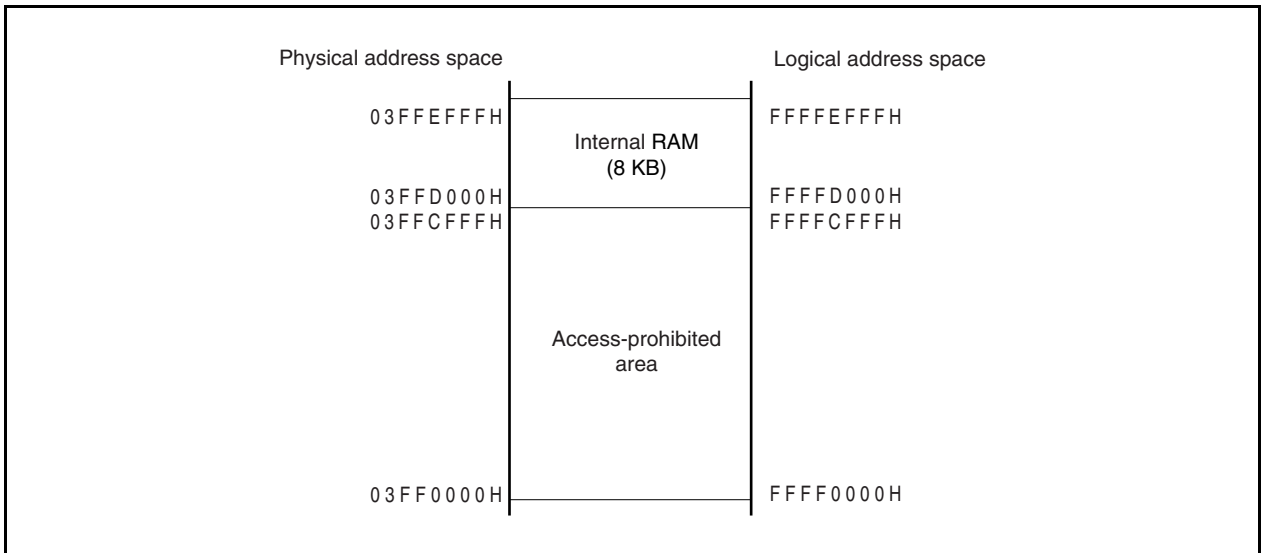 Physical address space
Logical address space
03FFEFFFH
FFFFEFFFH
Internal RAM
(8 KB)
03FFD000H
FFFFD000H
03FFCFFFH
FFFFCFFFH
Access-prohibited
area
03FF0000H
FFFF0000H